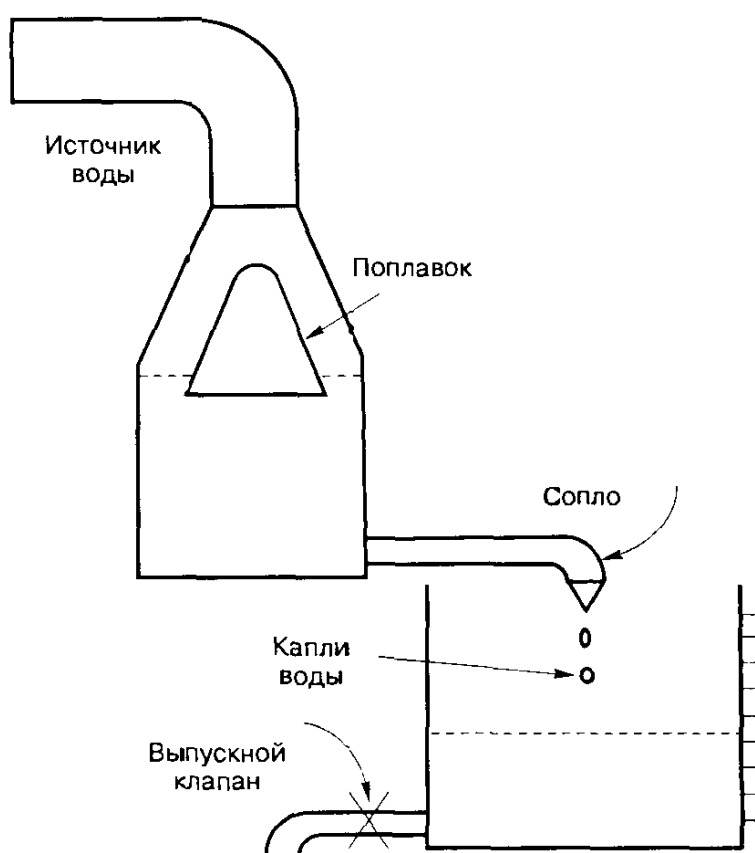 Источник
воды
Поплавок
Сопло
Капли
воды
Выпускной
клапан